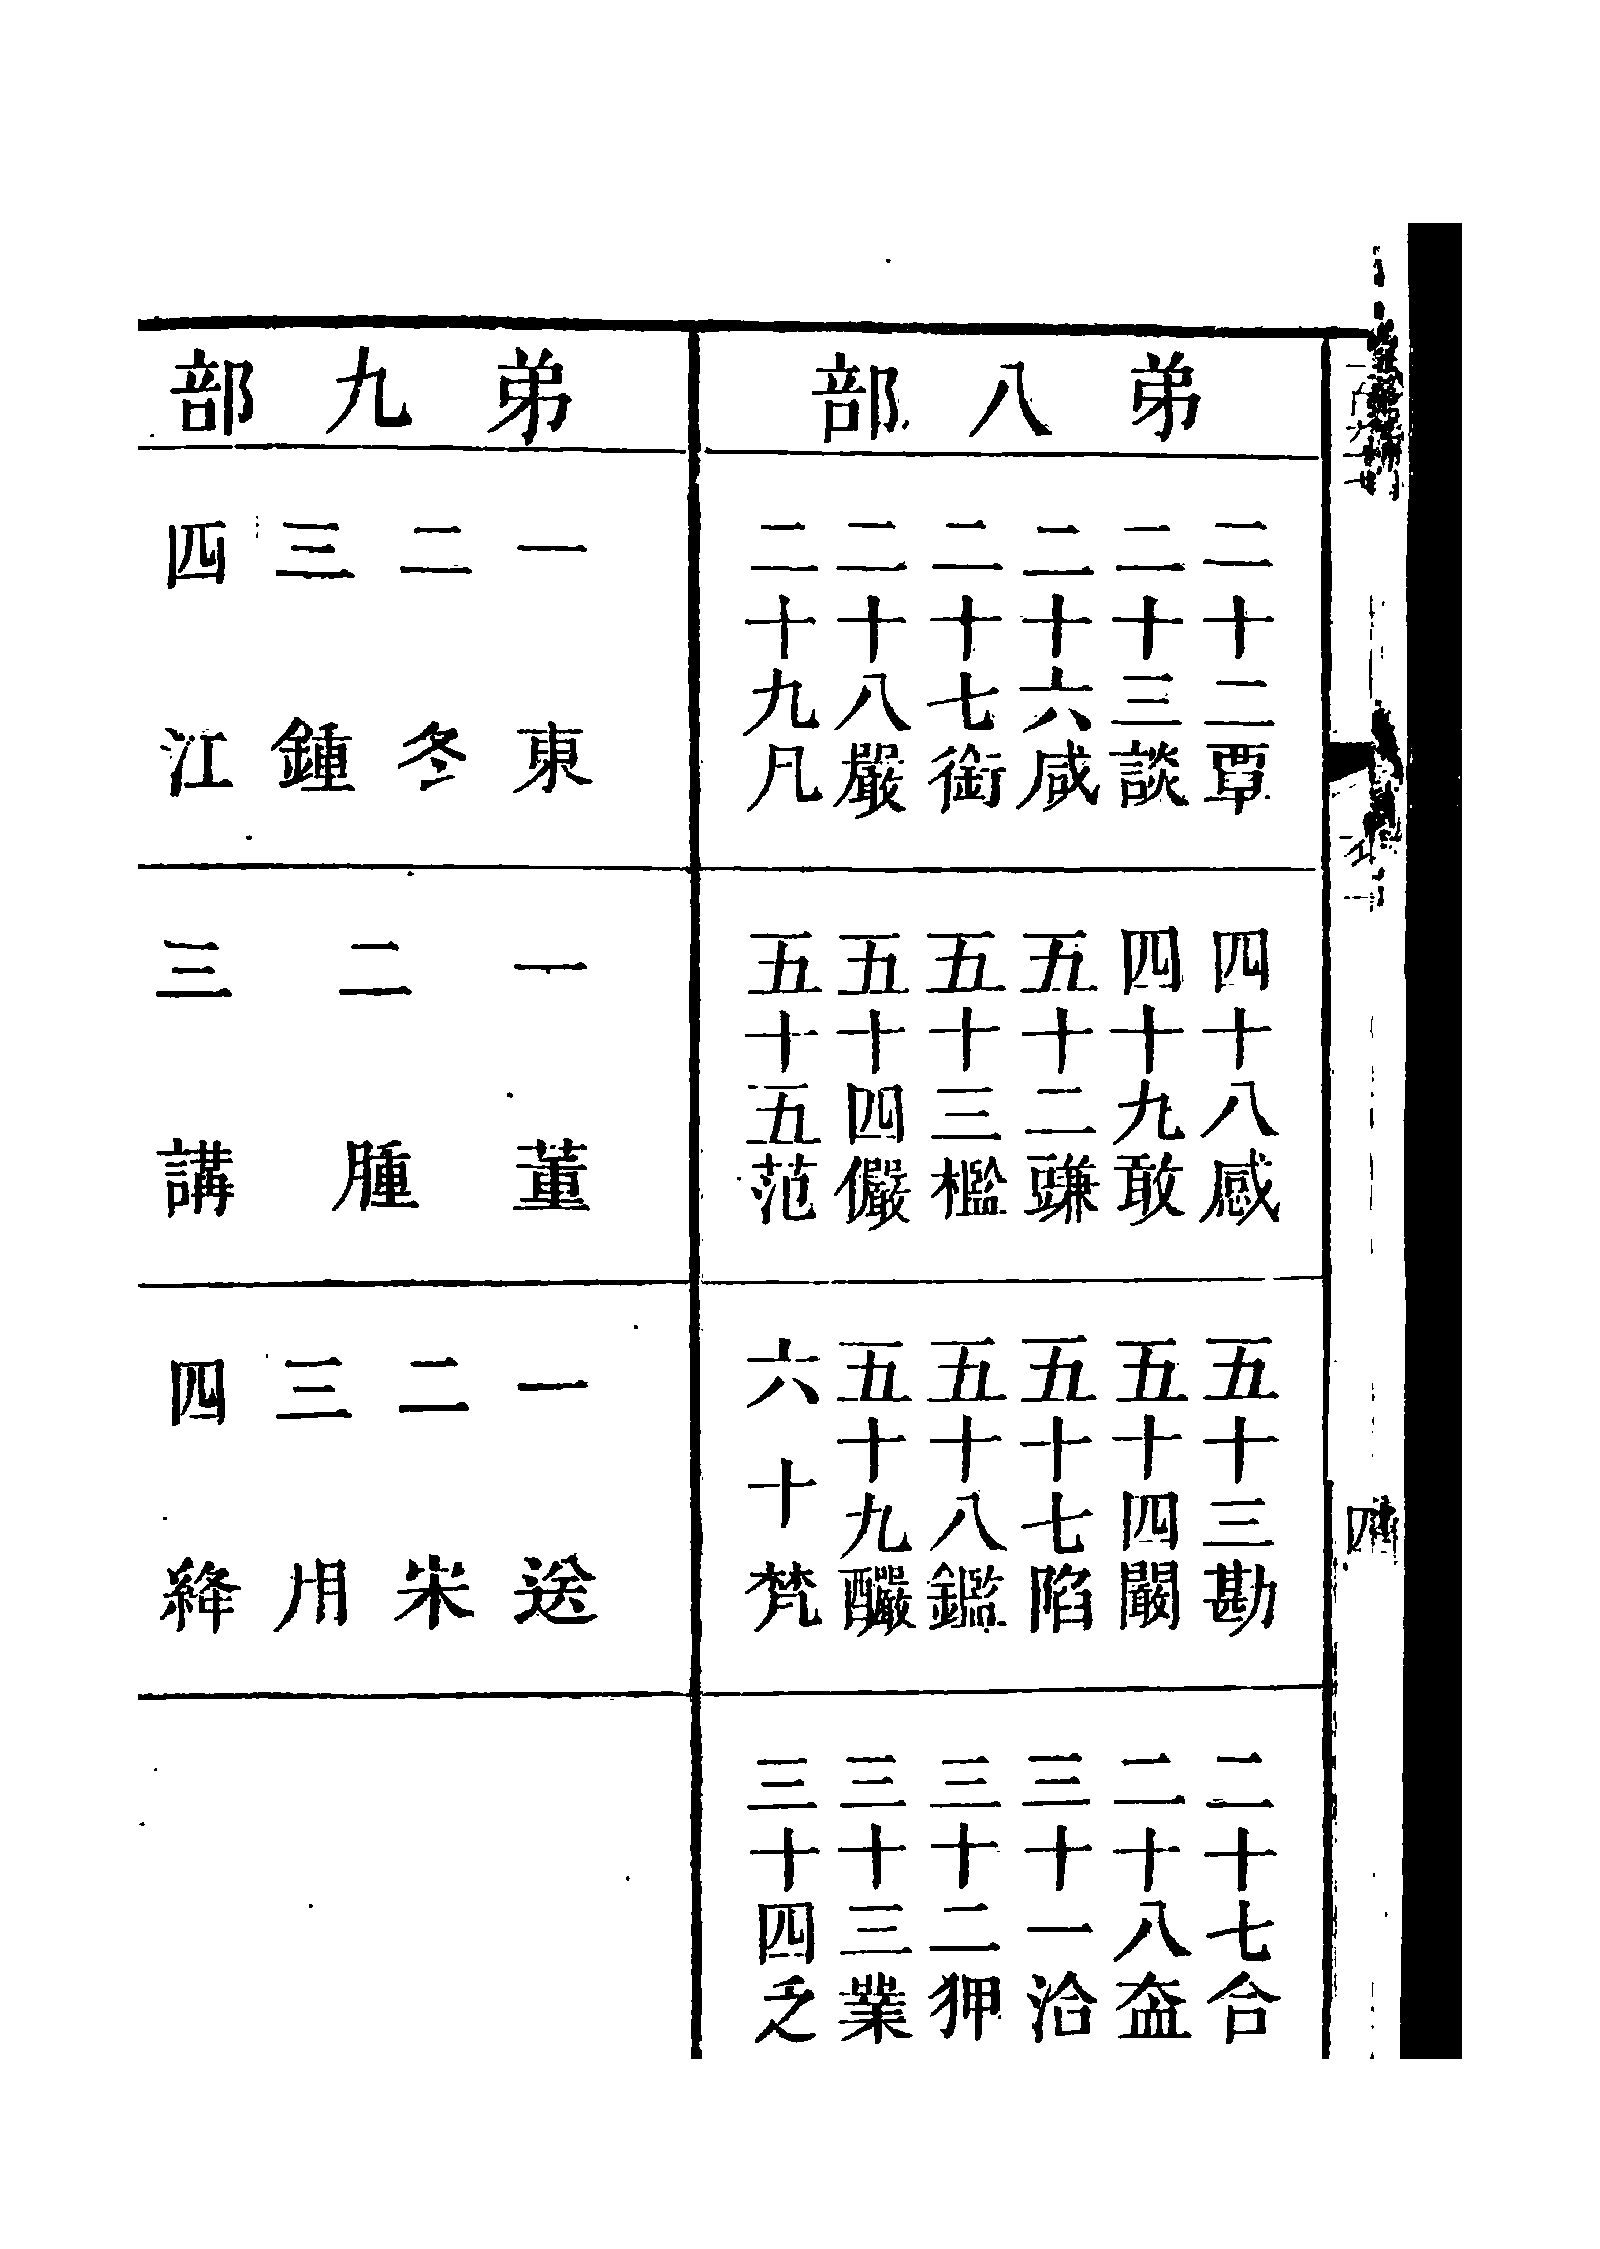 弟八部
二十二覃
二十三談
二十六咸
二十七銜
二十八嚴
二十九凡
四十八感
四十九敢
五十二豏
五十三檻
五十四儼
五十五范
五十三勘
五十四闞
五十七陷
五十八鑑
五十九釅
六十梵
二十七合
二十八盍
三十一洽
三十二狎
三十三業
三十四乏
弟九部
一東
二冬
三鍾
四江
一董
二腫
三講
一送
二宋
三用
四絳
四